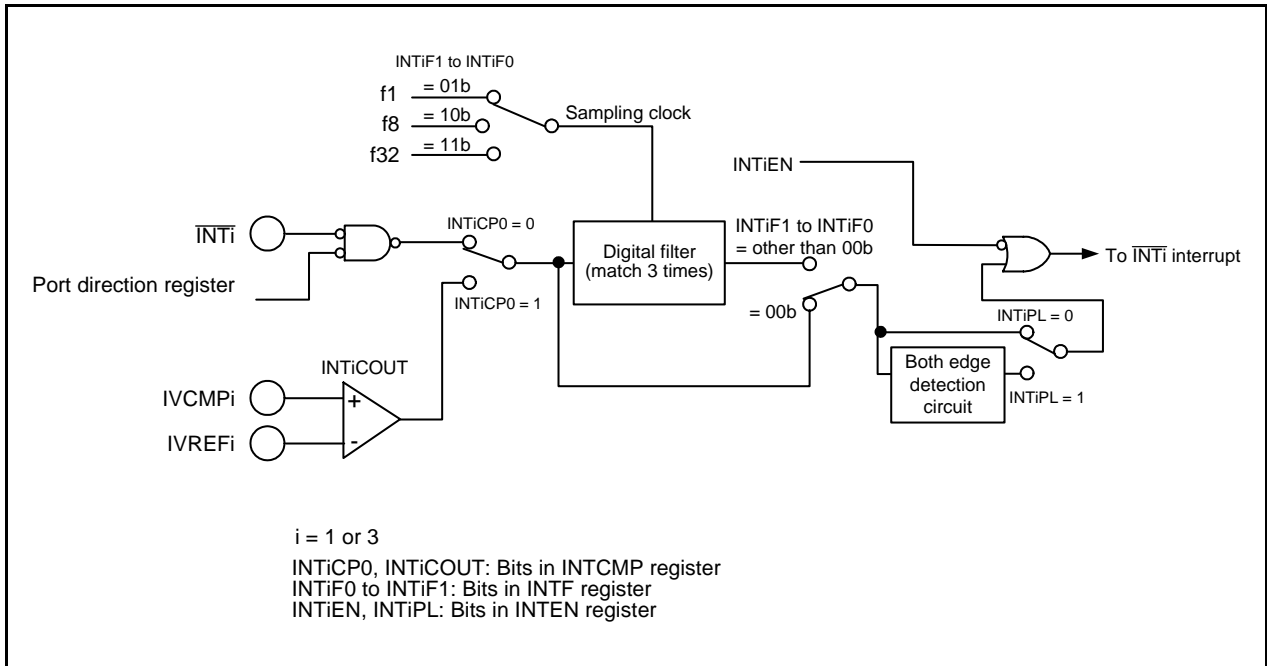 INTiF1 to INTiF0
f1
= 01b
f8
= 10b
f32
= 11b
Sampling clock
INTiEN
INTi
Port direction register
INTiCP0 = 0
INTiCP0 = 1
Digital filter
(match 3 times)
INTiF1 to INTiF0
= other than 00b
= 00b
To INTi interrupt
INTiPL = 0
Both edge
detection
circuit
INTiPL = 1
INTiCOUT
IVCMPi
+
IVREFi
-
i = 1 or 3
INTiCP0, INTiCOUT: Bits in INTCMP register
INTiF0 to INTiF1: Bits in INTF register
INTiEN, INTiPL: Bits in INTEN register